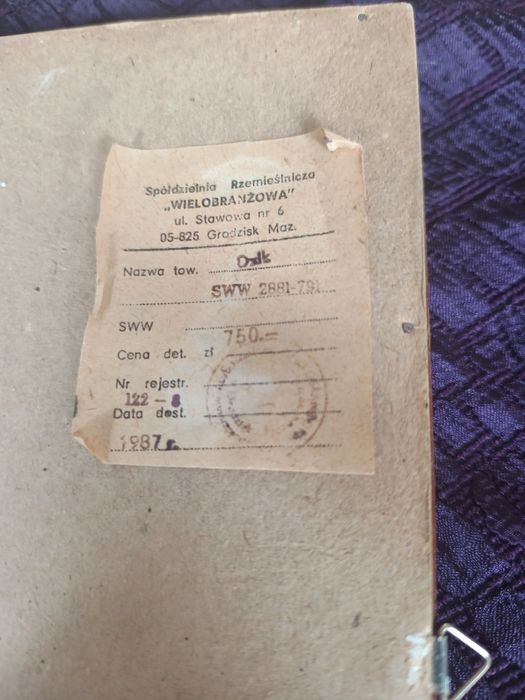 Spółdzielnia Rzemieślnicza
„WIELOBRANŻOWA"
ul. Stawowa nr 6
05-825 Grodzisk Maz.
Nazwa tow.
SWW 2881-791
SWW
Cena det. zł 750.—
Nr rejestr.
122 - 8
Data dost.
1987 r.